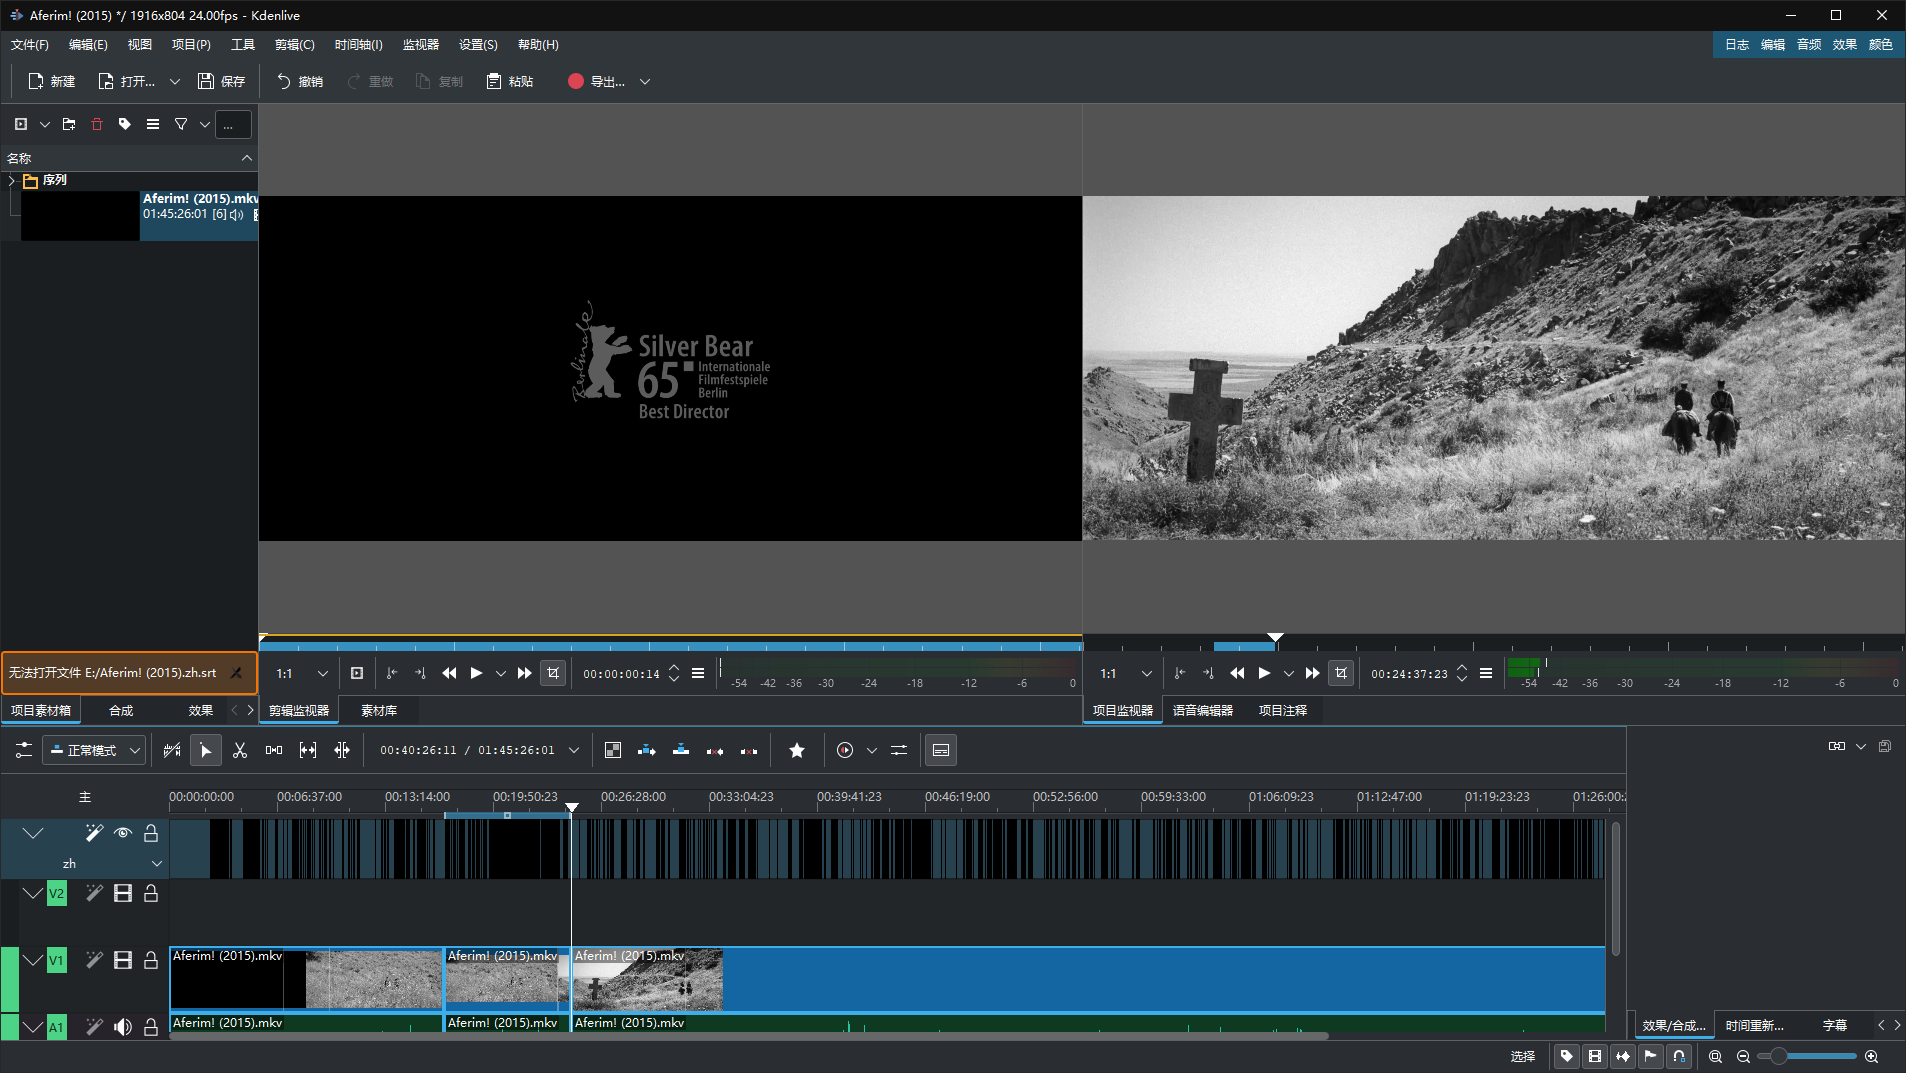 Aferim! (2015) */ 1916x804 24.00fps - Kdenlive
文件(F) 编辑(E) 视图 项目(P) 工具 剪辑(C) 时间轴(I) 监视器 设置(S) 帮助(H) 日志 编辑 音频 效果 颜色
新建 打开... 保存 撤销 重做 复制 粘贴 导出...
...
名称
序列
Aferim! (2015).mkv
01:45:26:01 [6]
Berlinale
Silver Bear
65
Internationale
Filmfestspiele
Berlin
Best Director
无法打开文件 E:/Aferim! (2015).zh.srt
1:1 00:00:00:14 -54 -42 -36 -30 -24 -18 -12 -6 0
1:1 00:24:37:23 -54 -42 -36 -30 -24 -18 -12 -6 0
项目素材箱 合成 效果 剪辑监视器 素材库 项目监视器 语音编辑器 项目注释
正常模式 00:40:26:11 / 01:45:26:01
主 00:00:00:00 00:06:37:00 00:13:14:00 00:19:50:23 00:26:28:00 00:33:04:23 00:39:41:23 00:46:19:00 00:52:56:00 00:59:33:00 01:06:09:23 01:12:47:00 01:19:23:23 01:26:00:
zh
V2
V1 Aferim! (2015).mkv Aferim! (2015).mkv Aferim! (2015).mkv
A1 Aferim! (2015).mkv Aferim! (2015).mkv Aferim! (2015).mkv
效果/合成... 时间重新... 字幕
选择